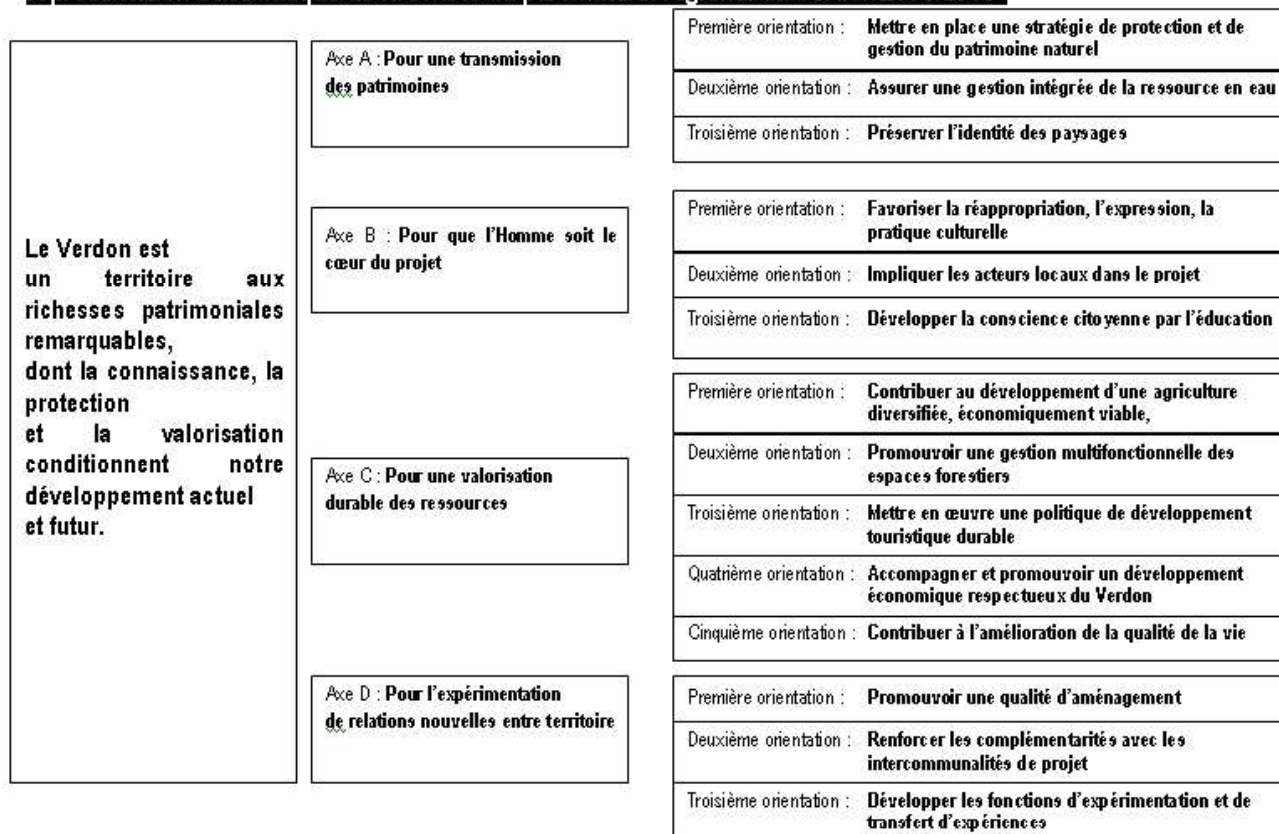 Le Verdon est
un territoire aux
richesses patrimoniales
remarquables,
dont la connaissance, la
protection
et la valorisation
conditionnent notre
développement actuel
et futur.
Axe A : Pour une transmission
des patrimoines
Première orientation : Mettre en place une stratégie de protection et de
gestion du patrimoine naturel
Deuxième orientation : Assurer une gestion intégrée de la ressource en eau
Troisième orientation : Préserver l'identité des paysages
Axe B : Pour que l'Homme soit le
cœur du projet
Première orientation : Favoriser la réappropriation, l'expression, la
pratique culturelle
Deuxième orientation : Impliquer les acteurs locaux dans le projet
Troisième orientation : Développer la conscience citoyenne par l'éducation
Axe C : Pour une valorisation
durable des ressources
Première orientation : Contribuer au développement d'une agriculture
diversifiée, économiquement viable,
Deuxième orientation : Promouvoir une gestion multifonctionnelle des
espaces forestiers
Troisième orientation : Mettre en œuvre une politique de développement
touristique durable
Quatrième orientation : Accompagner et promouvoir un développement
économique respectueux du Verdon
Cinquième orientation : Contribuer à l'amélioration de la qualité de la vie
Axe D : Pour l'expérimentation
de relations nouvelles entre territoire
Première orientation : Promouvoir une qualité d'aménagement
Deuxième orientation : Renforcer les complémentarités avec les
intercommunalités de projet
Troisième orientation : Développer les fonctions d'expérimentation et de
transfert d'expériences